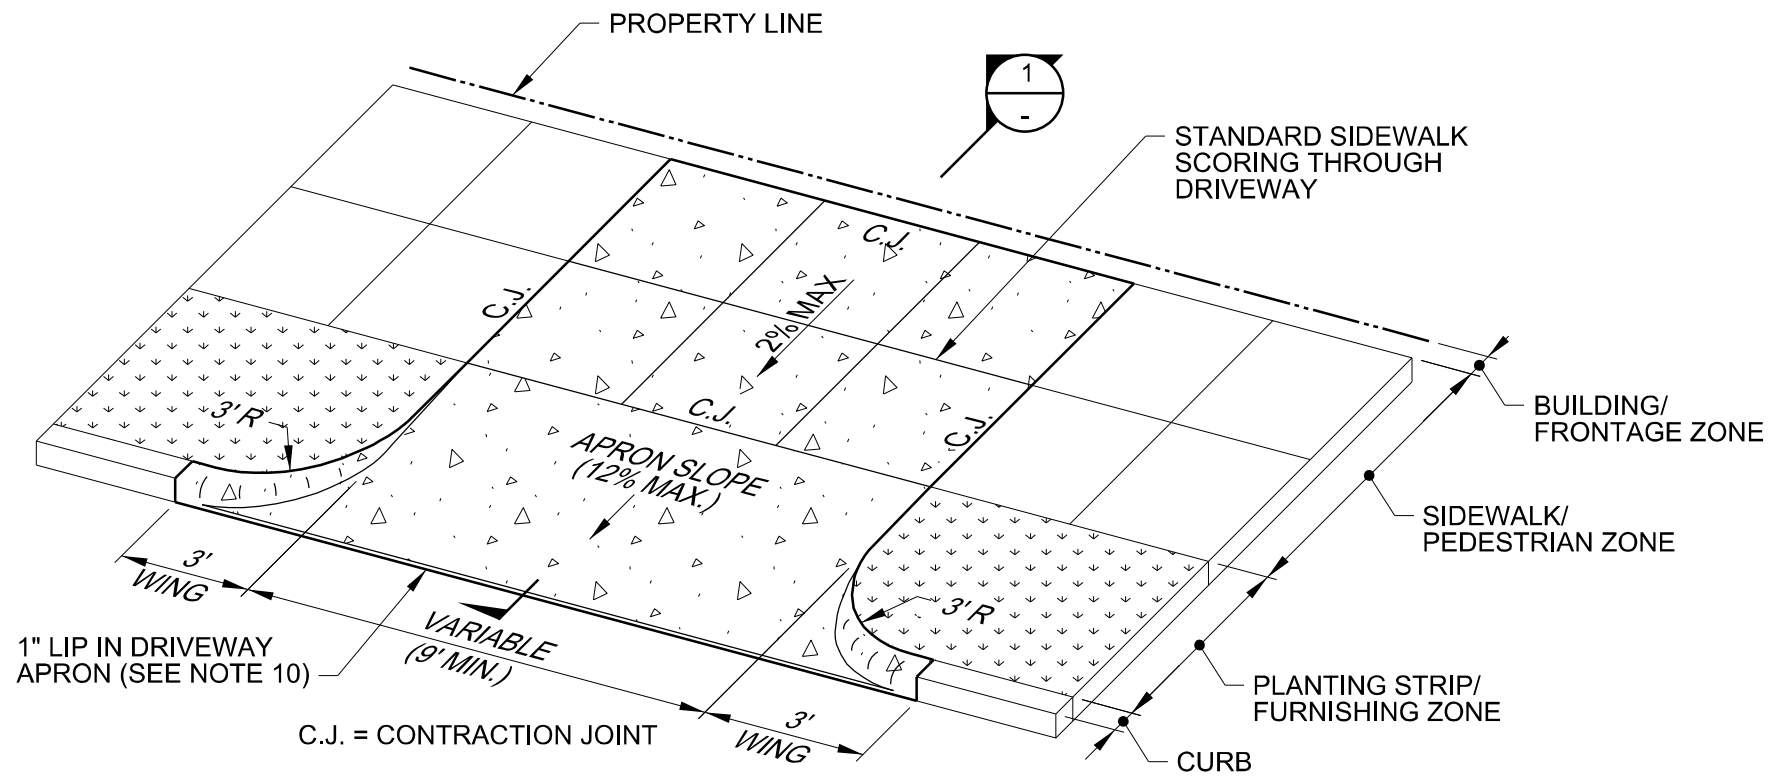 PROPERTY LINE
1
-
STANDARD SIDEWALK
SCORING THROUGH
DRIVEWAY
C.J.
C.J.
2% MAX
C.J.
C.J.
3' R
APRON SLOPE
(12% MAX.)
BUILDING/
FRONTAGE ZONE
SIDEWALK/
PEDESTRIAN ZONE
3'
WING
3' R
VARIABLE
(9' MIN.)
1" LIP IN DRIVEWAY
APRON (SEE NOTE 10)
PLANTING STRIP/
FURNISHING ZONE
3'
WING
C.J. = CONTRACTION JOINT
CURB